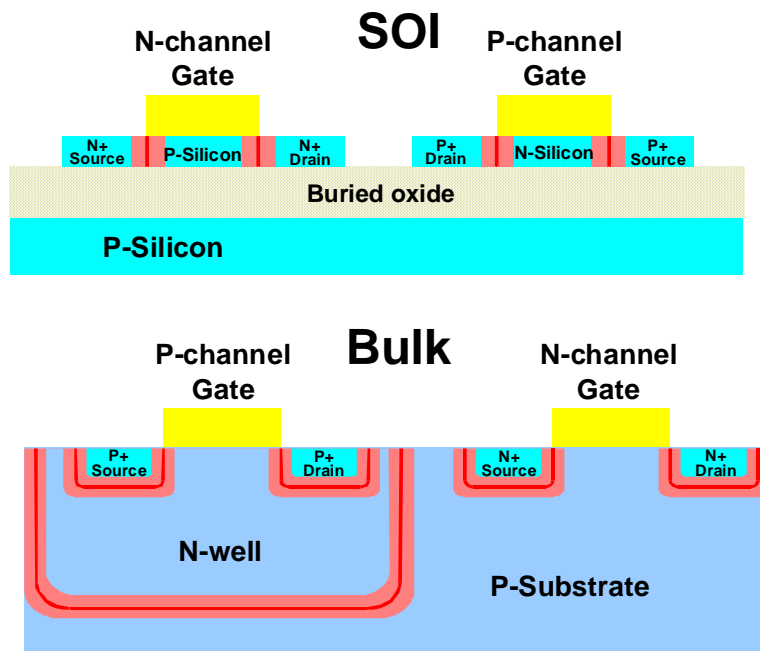 SOI
N-channel
Gate
P-channel
Gate
N+
Source
P-Silicon
N+
Drain
P+
Drain
N-Silicon
P+
Source
Buried oxide
P-Silicon
Bulk
P-channel
Gate
N-channel
Gate
P+
Source
P+
Drain
N+
Source
N+
Drain
N-well
P-Substrate